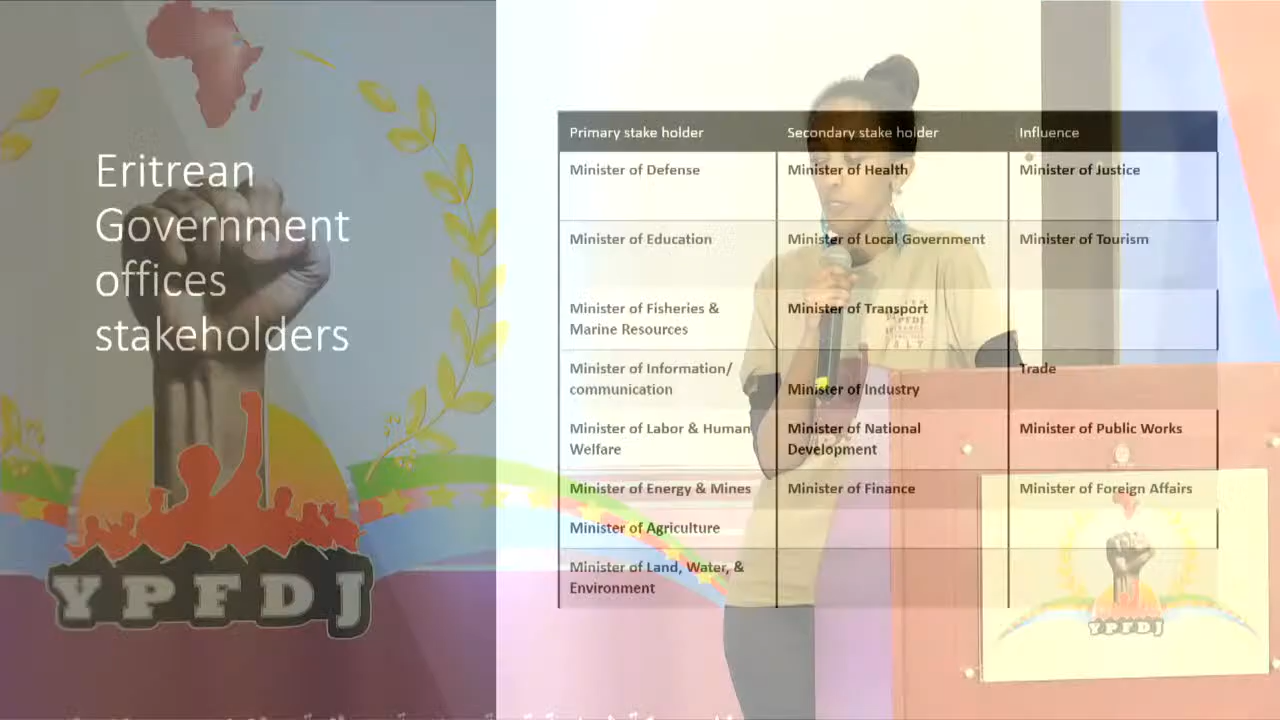 Eritrean
Government
offices
stakeholders
Primary stake holder
Secondary stake holder
Influence
Minister of Defense
Minister of Health
Minister of Justice
Minister of Education
Minister of Local Government
Minister of Tourism
Minister of Fisheries &
Marine Resources
Minister of Transport
Minister of Information/
communication
Minister of Industry
Trade
Minister of Labor & Human
Welfare
Minister of National
Development
Minister of Public Works
Minister of Energy & Mines
Minister of Finance
Minister of Foreign Affairs
Minister of Agriculture
Minister of Land, Water, &
Environment
YPFDJ
YPFDJ
YPFDJ